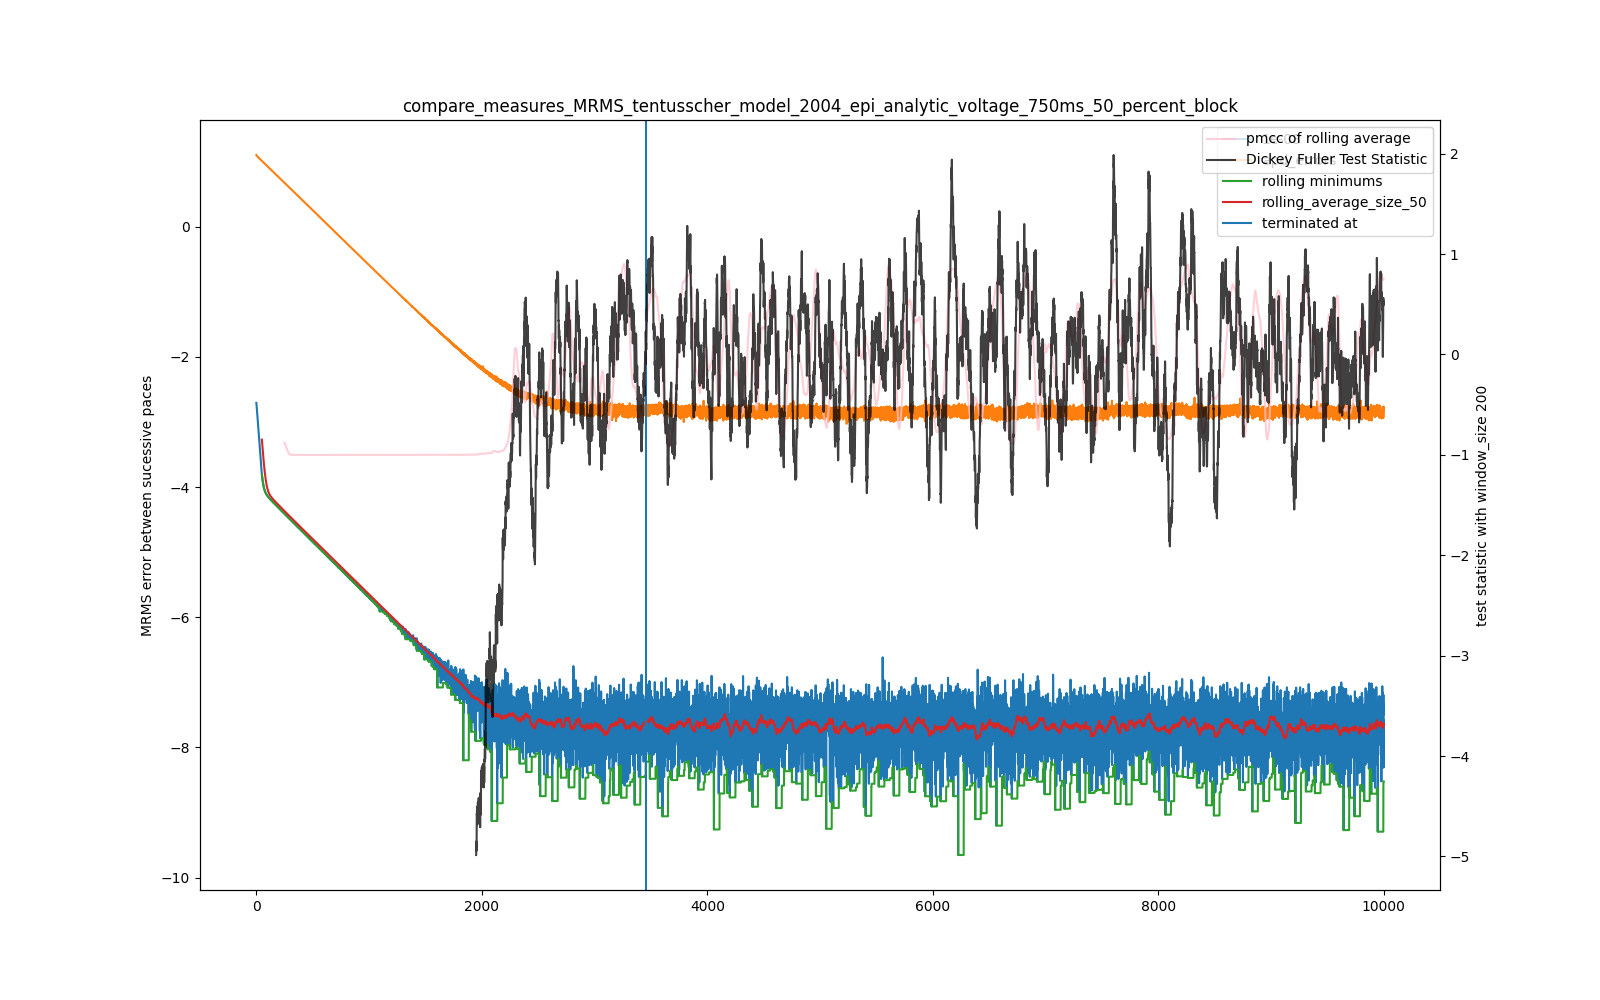 compare_measures_MRMS_tentusscher_model_2004_epi_analytic_voltage_750ms_50_percent_block
pmcc of rolling average
Dickey Fuller Test Statistic
rolling minimums
rolling_average_size_50
terminated at
MRMS error between sucessive paces
0
−2
−4
−6
−8
−10
0
2000
4000
6000
8000
10000
2
1
0
−1
−2
−3
−4
−5
test statistic with window_size 200